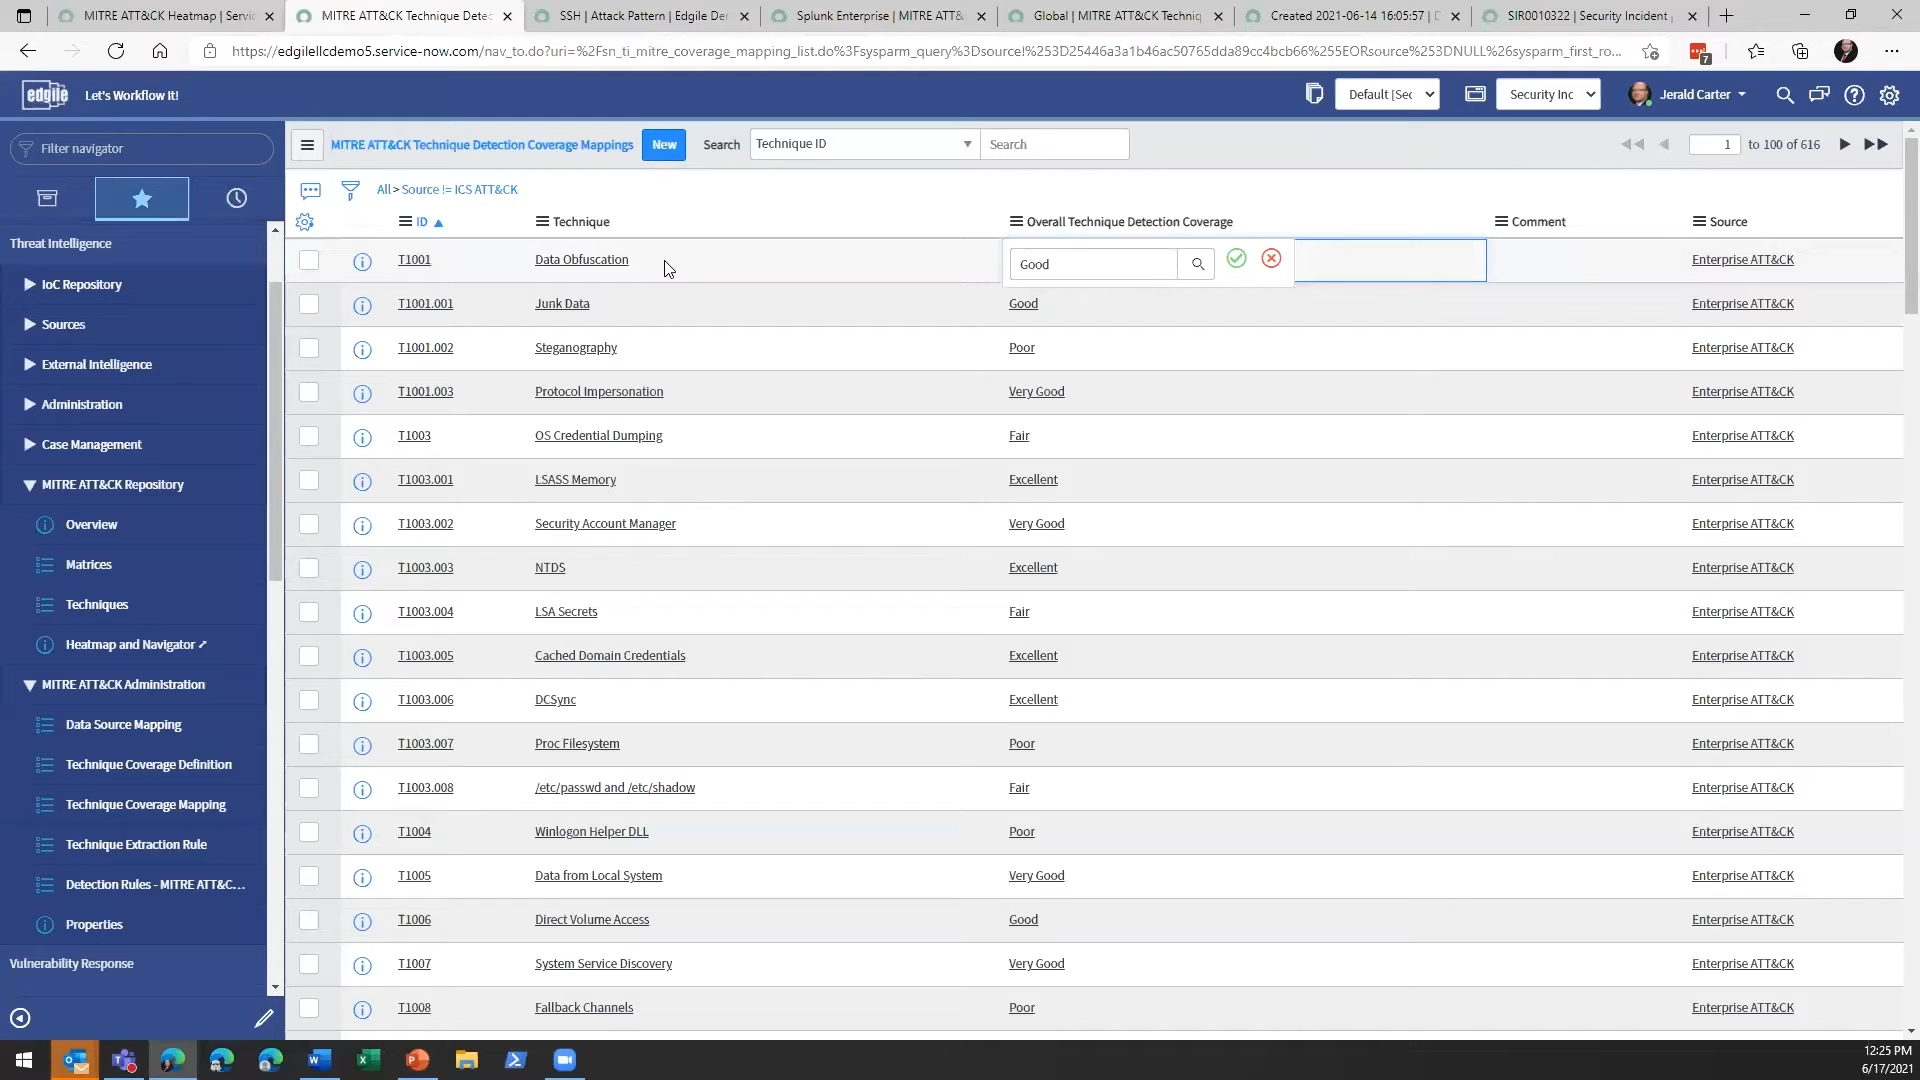 MITRE ATT&CK Heatmap | Servic
MITRE ATT&CK Technique Detec
SSH | Attack Pattern | Edgile De
Splunk Enterprise | MITRE ATT&
Global | MITRE ATT&CK Techniq
Created 2021-06-14 16:05:57 | D
SIR0010322 | Security Incident
https://edgilellcdemo5.service-now.com/nav_to.do?uri=%2Fsn_ti_mitre_coverage_mapping_list.do%3Fsysparm_query%3Dsource!%253D25446a3a1b46ac50765dda89cc4bcb66%255EORsource%253DNULL%26sysparm_first_ro...
7
edgile
Let's Workflow It!
Default [Sec
Security Inc
Jerald Carter
Filter navigator
MITRE ATT&CK Technique Detection Coverage Mappings
New
Search
Technique ID
Search
1
to 100 of 616
All > Source != ICS ATT&CK
ID
Technique
Overall Technique Detection Coverage
Comment
Source
Threat Intelligence
IoC Repository
Sources
External Intelligence
Administration
Case Management
MITRE ATT&CK Repository
Overview
Matrices
Techniques
Heatmap and Navigator
MITRE ATT&CK Administration
Data Source Mapping
Technique Coverage Definition
Technique Coverage Mapping
Technique Extraction Rule
Detection Rules - MITRE ATT&C...
Properties
Vulnerability Response
T1001 Data Obfuscation Good Enterprise ATT&CK
T1001.001 Junk Data Good Enterprise ATT&CK
T1001.002 Steganography Poor Enterprise ATT&CK
T1001.003 Protocol Impersonation Very Good Enterprise ATT&CK
T1003 OS Credential Dumping Fair Enterprise ATT&CK
T1003.001 LSASS Memory Excellent Enterprise ATT&CK
T1003.002 Security Account Manager Very Good Enterprise ATT&CK
T1003.003 NTDS Excellent Enterprise ATT&CK
T1003.004 LSA Secrets Fair Enterprise ATT&CK
T1003.005 Cached Domain Credentials Excellent Enterprise ATT&CK
T1003.006 DCSync Excellent Enterprise ATT&CK
T1003.007 Proc Filesystem Poor Enterprise ATT&CK
T1003.008 /etc/passwd and /etc/shadow Fair Enterprise ATT&CK
T1004 Winlogon Helper DLL Poor Enterprise ATT&CK
T1005 Data from Local System Very Good Enterprise ATT&CK
T1006 Direct Volume Access Good Enterprise ATT&CK
T1007 System Service Discovery Very Good Enterprise ATT&CK
T1008 Fallback Channels Poor Enterprise ATT&CK
12:25 PM
6/17/2021